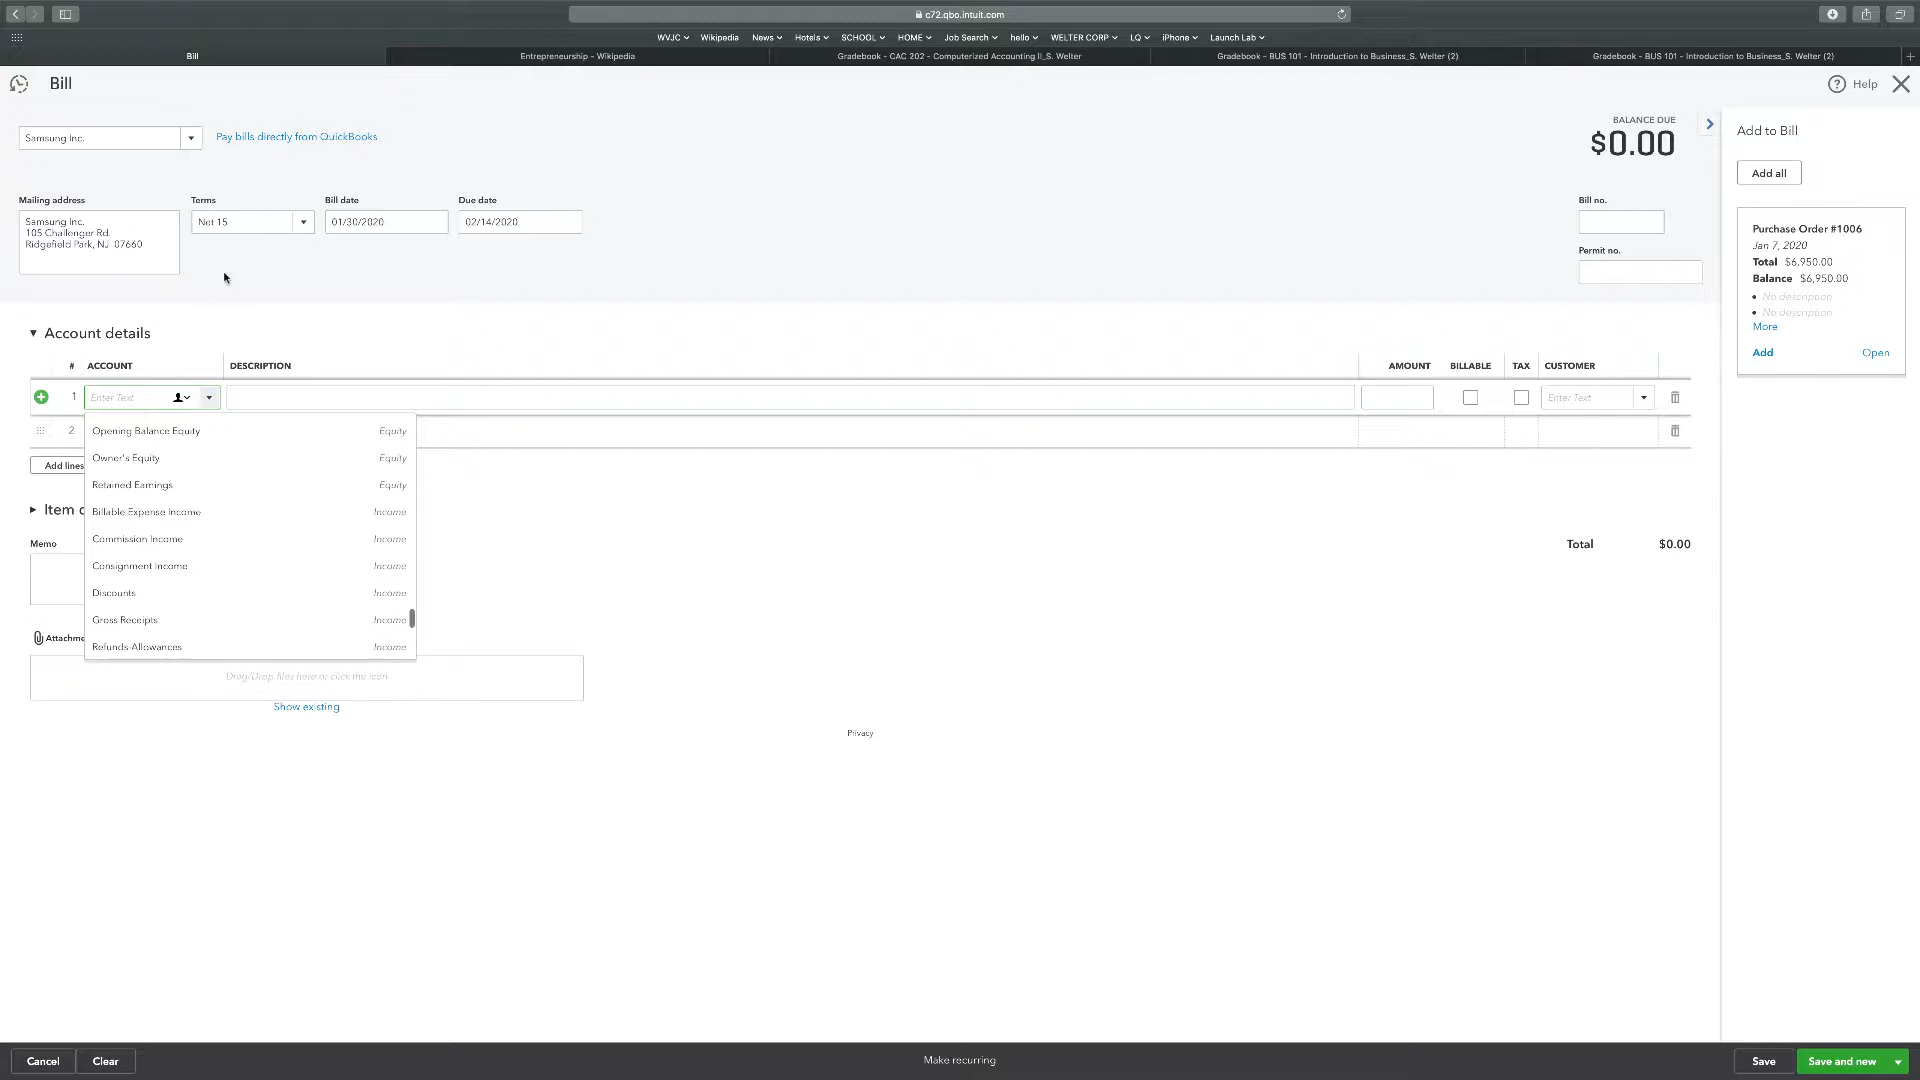 c72.qbo.intuit.com
WVJC
Wikipedia
News
Hotels
SCHOOL
HOME
Job Search
hello
WELTER CORP
LQ
iPhone
Launch Lab
Bill
Entrepreneurship - Wikipedia
Gradebook - CAC 202 - Computerized Accounting II_S. Welter
Gradebook - BUS 101 - Introduction to Business_S. Welter (2)
Gradebook - BUS 101 - Introduction to Business_S. Welter (2)
Bill
Help
Samsung Inc.
Pay bills directly from QuickBooks
BALANCE DUE
$0.00
Mailing address
Samsung Inc.
105 Challenger Rd.
Ridgefield Park, NJ 07660
Terms
Net 15
Bill date
01/30/2020
Due date
02/14/2020
Bill no.
Permit no.
Add to Bill
Add all
Purchase Order #1006
Jan 7, 2020
Total $6,950.00
Balance $6,950.00
No description
No description
More
Add
Open
Account details
# ACCOUNT DESCRIPTION AMOUNT BILLABLE TAX CUSTOMER
1 Enter Text Enter Text
2
Add lines
Opening Balance Equity Equity
Owner's Equity Equity
Retained Earnings Equity
Billable Expense Income Income
Commission Income Income
Consignment Income Income
Discounts Income
Gross Receipts Income
Refunds-Allowances Income
Item
Memo
Total $0.00
Attachme
Drag/Drop files here or click the icon
Show existing
Privacy
Cancel
Clear
Make recurring
Save
Save and new